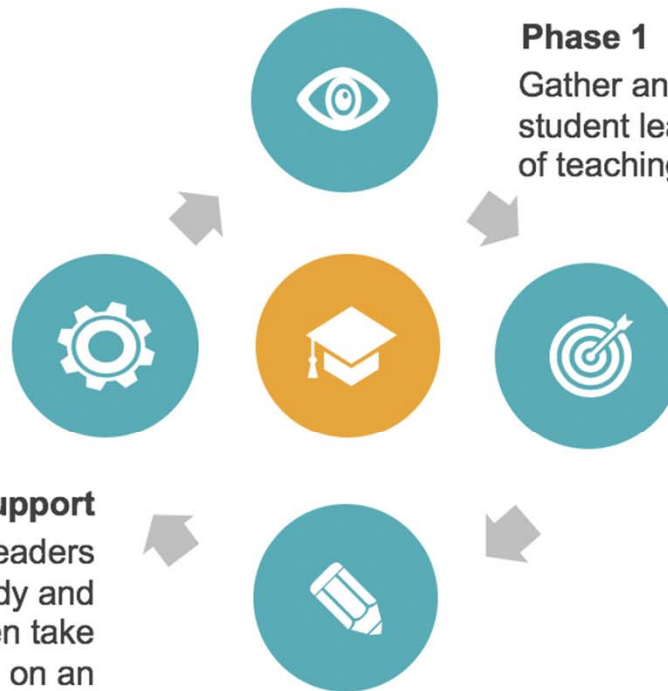 Phase 1
Gather an
student lea
of teaching
upport
eaders
dy and
en take
on an